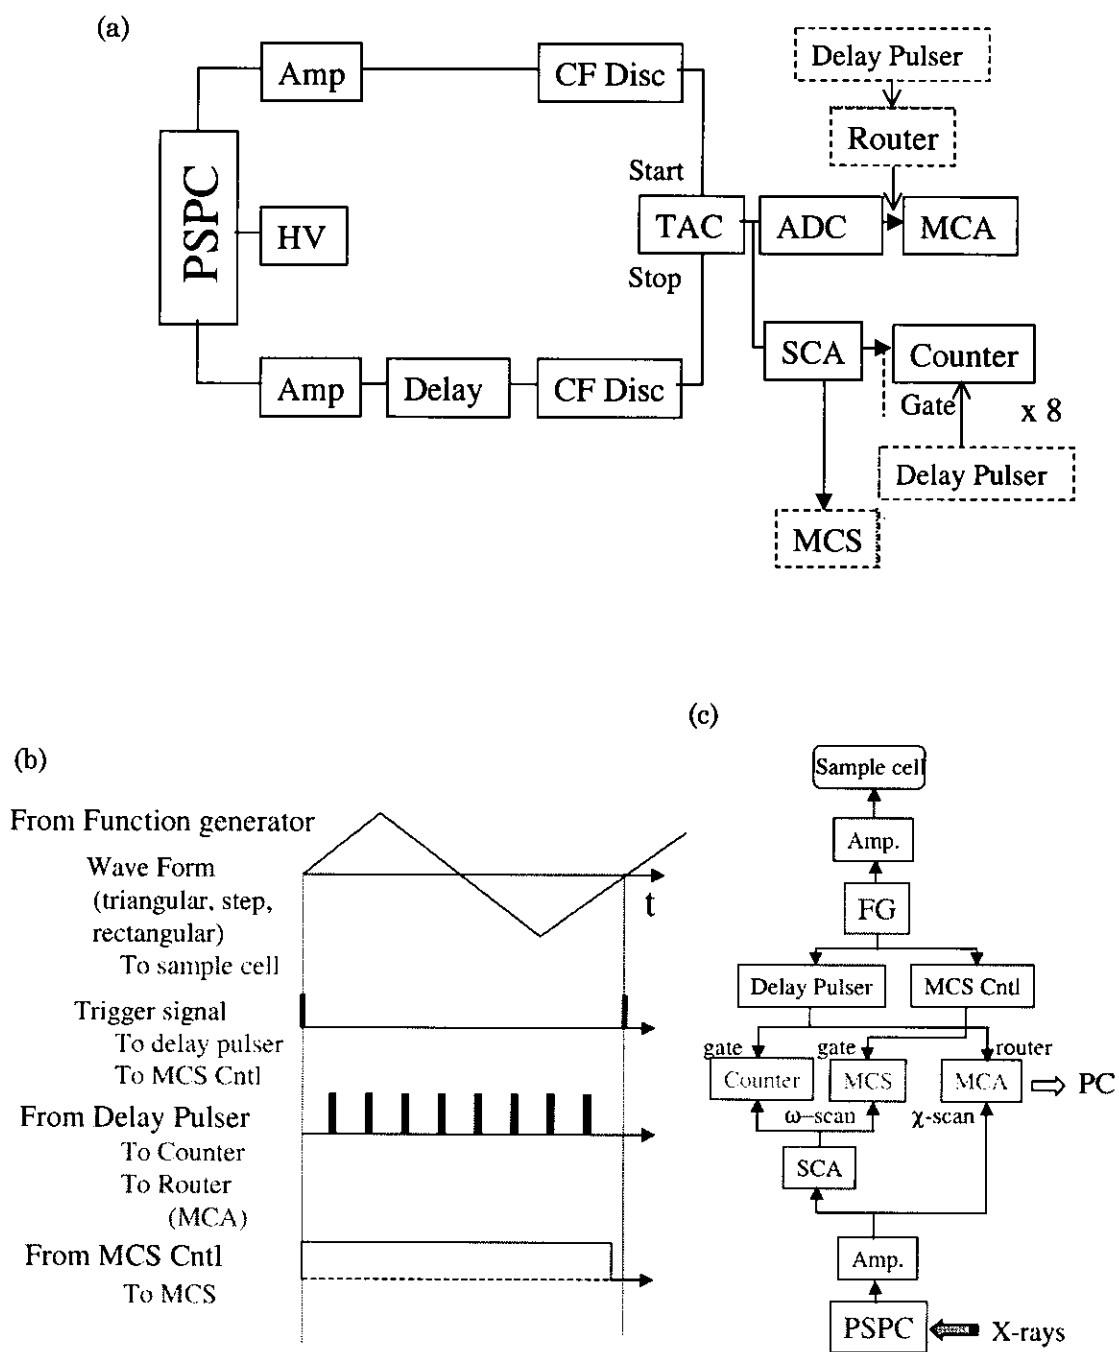 (a)
Amp
CF Disc
Delay Pulser
Router
PSPC
HV
Start
TAC
ADC
MCA
Stop
SCA
Counter
Amp
Delay
CF Disc
Gate
x 8
Delay Pulser
MCS
(b)
From Function generator
Wave Form
(triangular, step,
rectangular)
To sample cell
t
Trigger signal
To delay pulser
To MCS Cntl
From Delay Pulser
To Counter
To Router
(MCA)
From MCS Cntl
To MCS
(c)
Sample cell
Amp.
FG
Delay Pulser
MCS Cntl
gate
gate
router
Counter
MCS
MCA
PC
ω-scan
χ-scan
SCA
Amp.
PSPC
X-rays